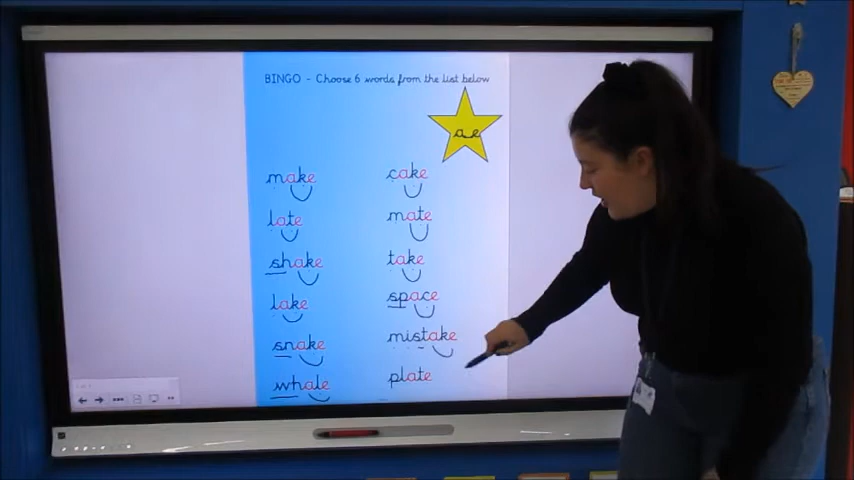 BINGO - Choose 6 words from the list below
a_e
make cake
late mate
shake take
lake space
snake mistake
whale plate